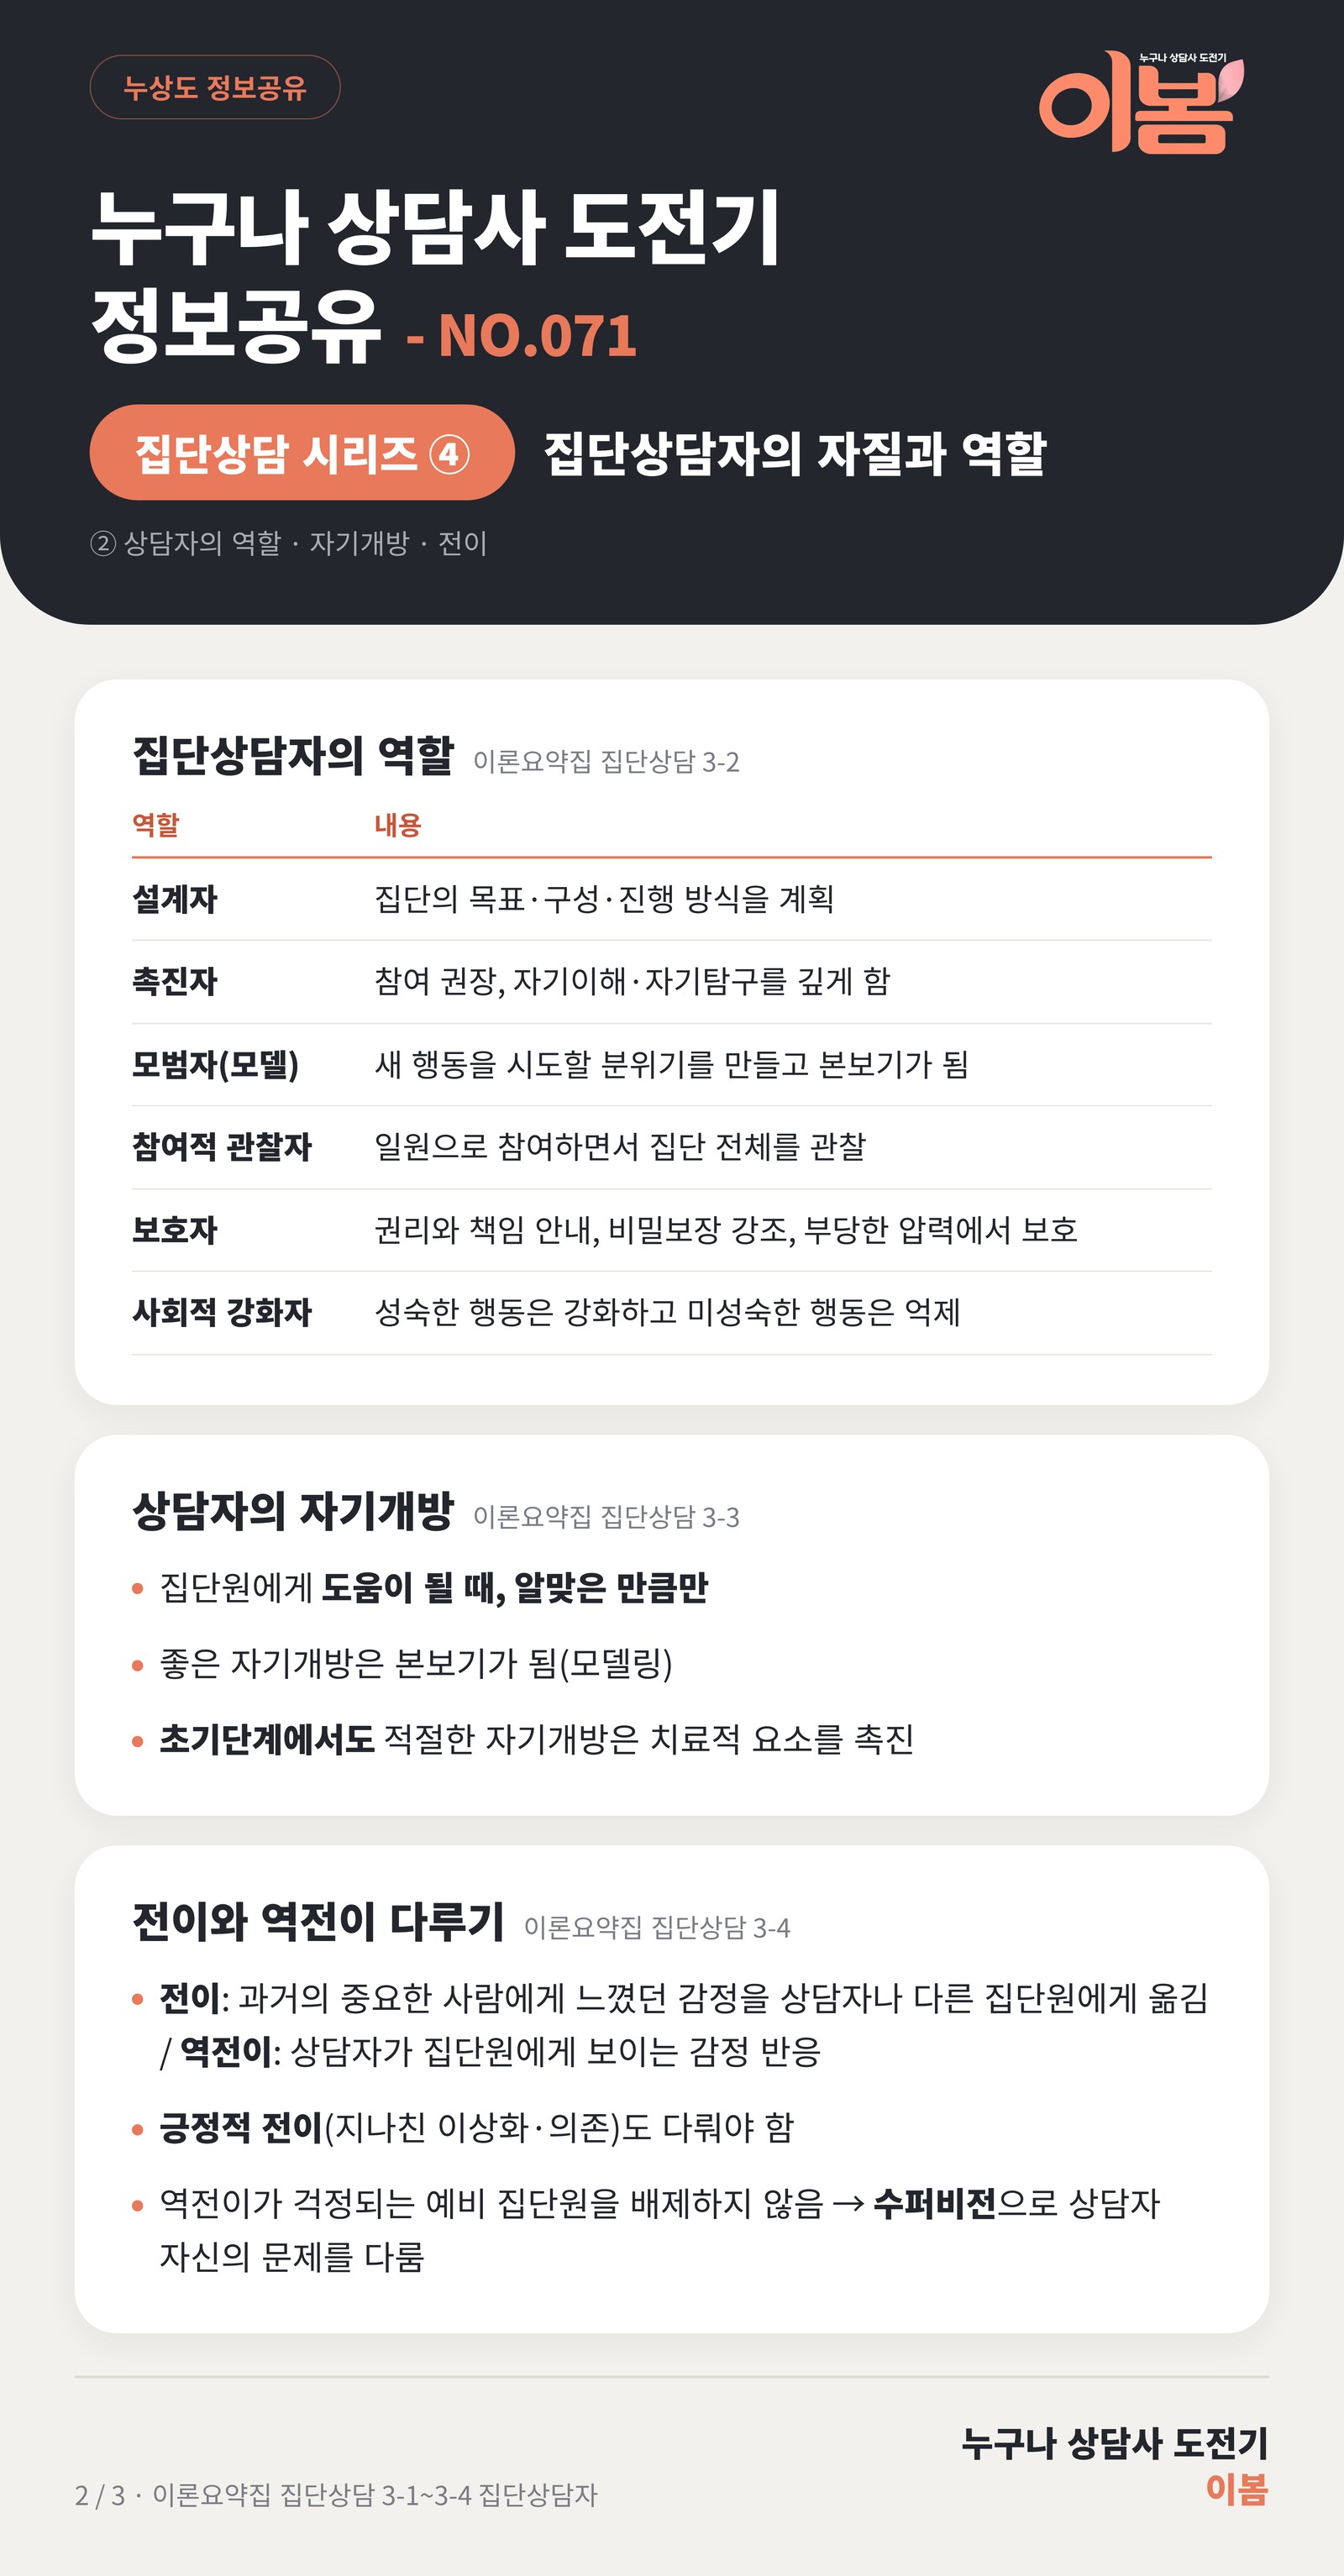 누상도 정보공유
누구나 상담사 도전기
이봄
누구나 상담사 도전기
정보공유 - NO.071
집단상담 시리즈 ④ 집단상담자의 자질과 역할
② 상담자의 역할 · 자기개방 · 전이
집단상담자의 역할 이론요약집 집단상담 3-2
역할 내용
설계자 집단의 목표·구성·진행 방식을 계획
촉진자 참여 권장, 자기이해·자기탐구를 깊게 함
모범자(모델) 새 행동을 시도할 분위기를 만들고 본보기가 됨
참여적 관찰자 일원으로 참여하면서 집단 전체를 관찰
보호자 권리와 책임 안내, 비밀보장 강조, 부당한 압력에서 보호
사회적 강화자 성숙한 행동은 강화하고 미성숙한 행동은 억제
상담자의 자기개방 이론요약집 집단상담 3-3
• 집단원에게 도움이 될 때, 알맞은 만큼만
• 좋은 자기개방은 본보기가 됨(모델링)
• 초기단계에서도 적절한 자기개방은 치료적 요소를 촉진
전이와 역전이 다루기 이론요약집 집단상담 3-4
• 전이: 과거의 중요한 사람에게 느꼈던 감정을 상담자나 다른 집단원에게 옮김
/ 역전이: 상담자가 집단원에게 보이는 감정 반응
• 긍정적 전이(지나친 이상화·의존)도 다뤄야 함
• 역전이가 걱정되는 예비 집단원을 배제하지 않음 → 수퍼비전으로 상담자
자신의 문제를 다룸
누구나 상담사 도전기
2 / 3 · 이론요약집 집단상담 3-1~3-4 집단상담자 이봄